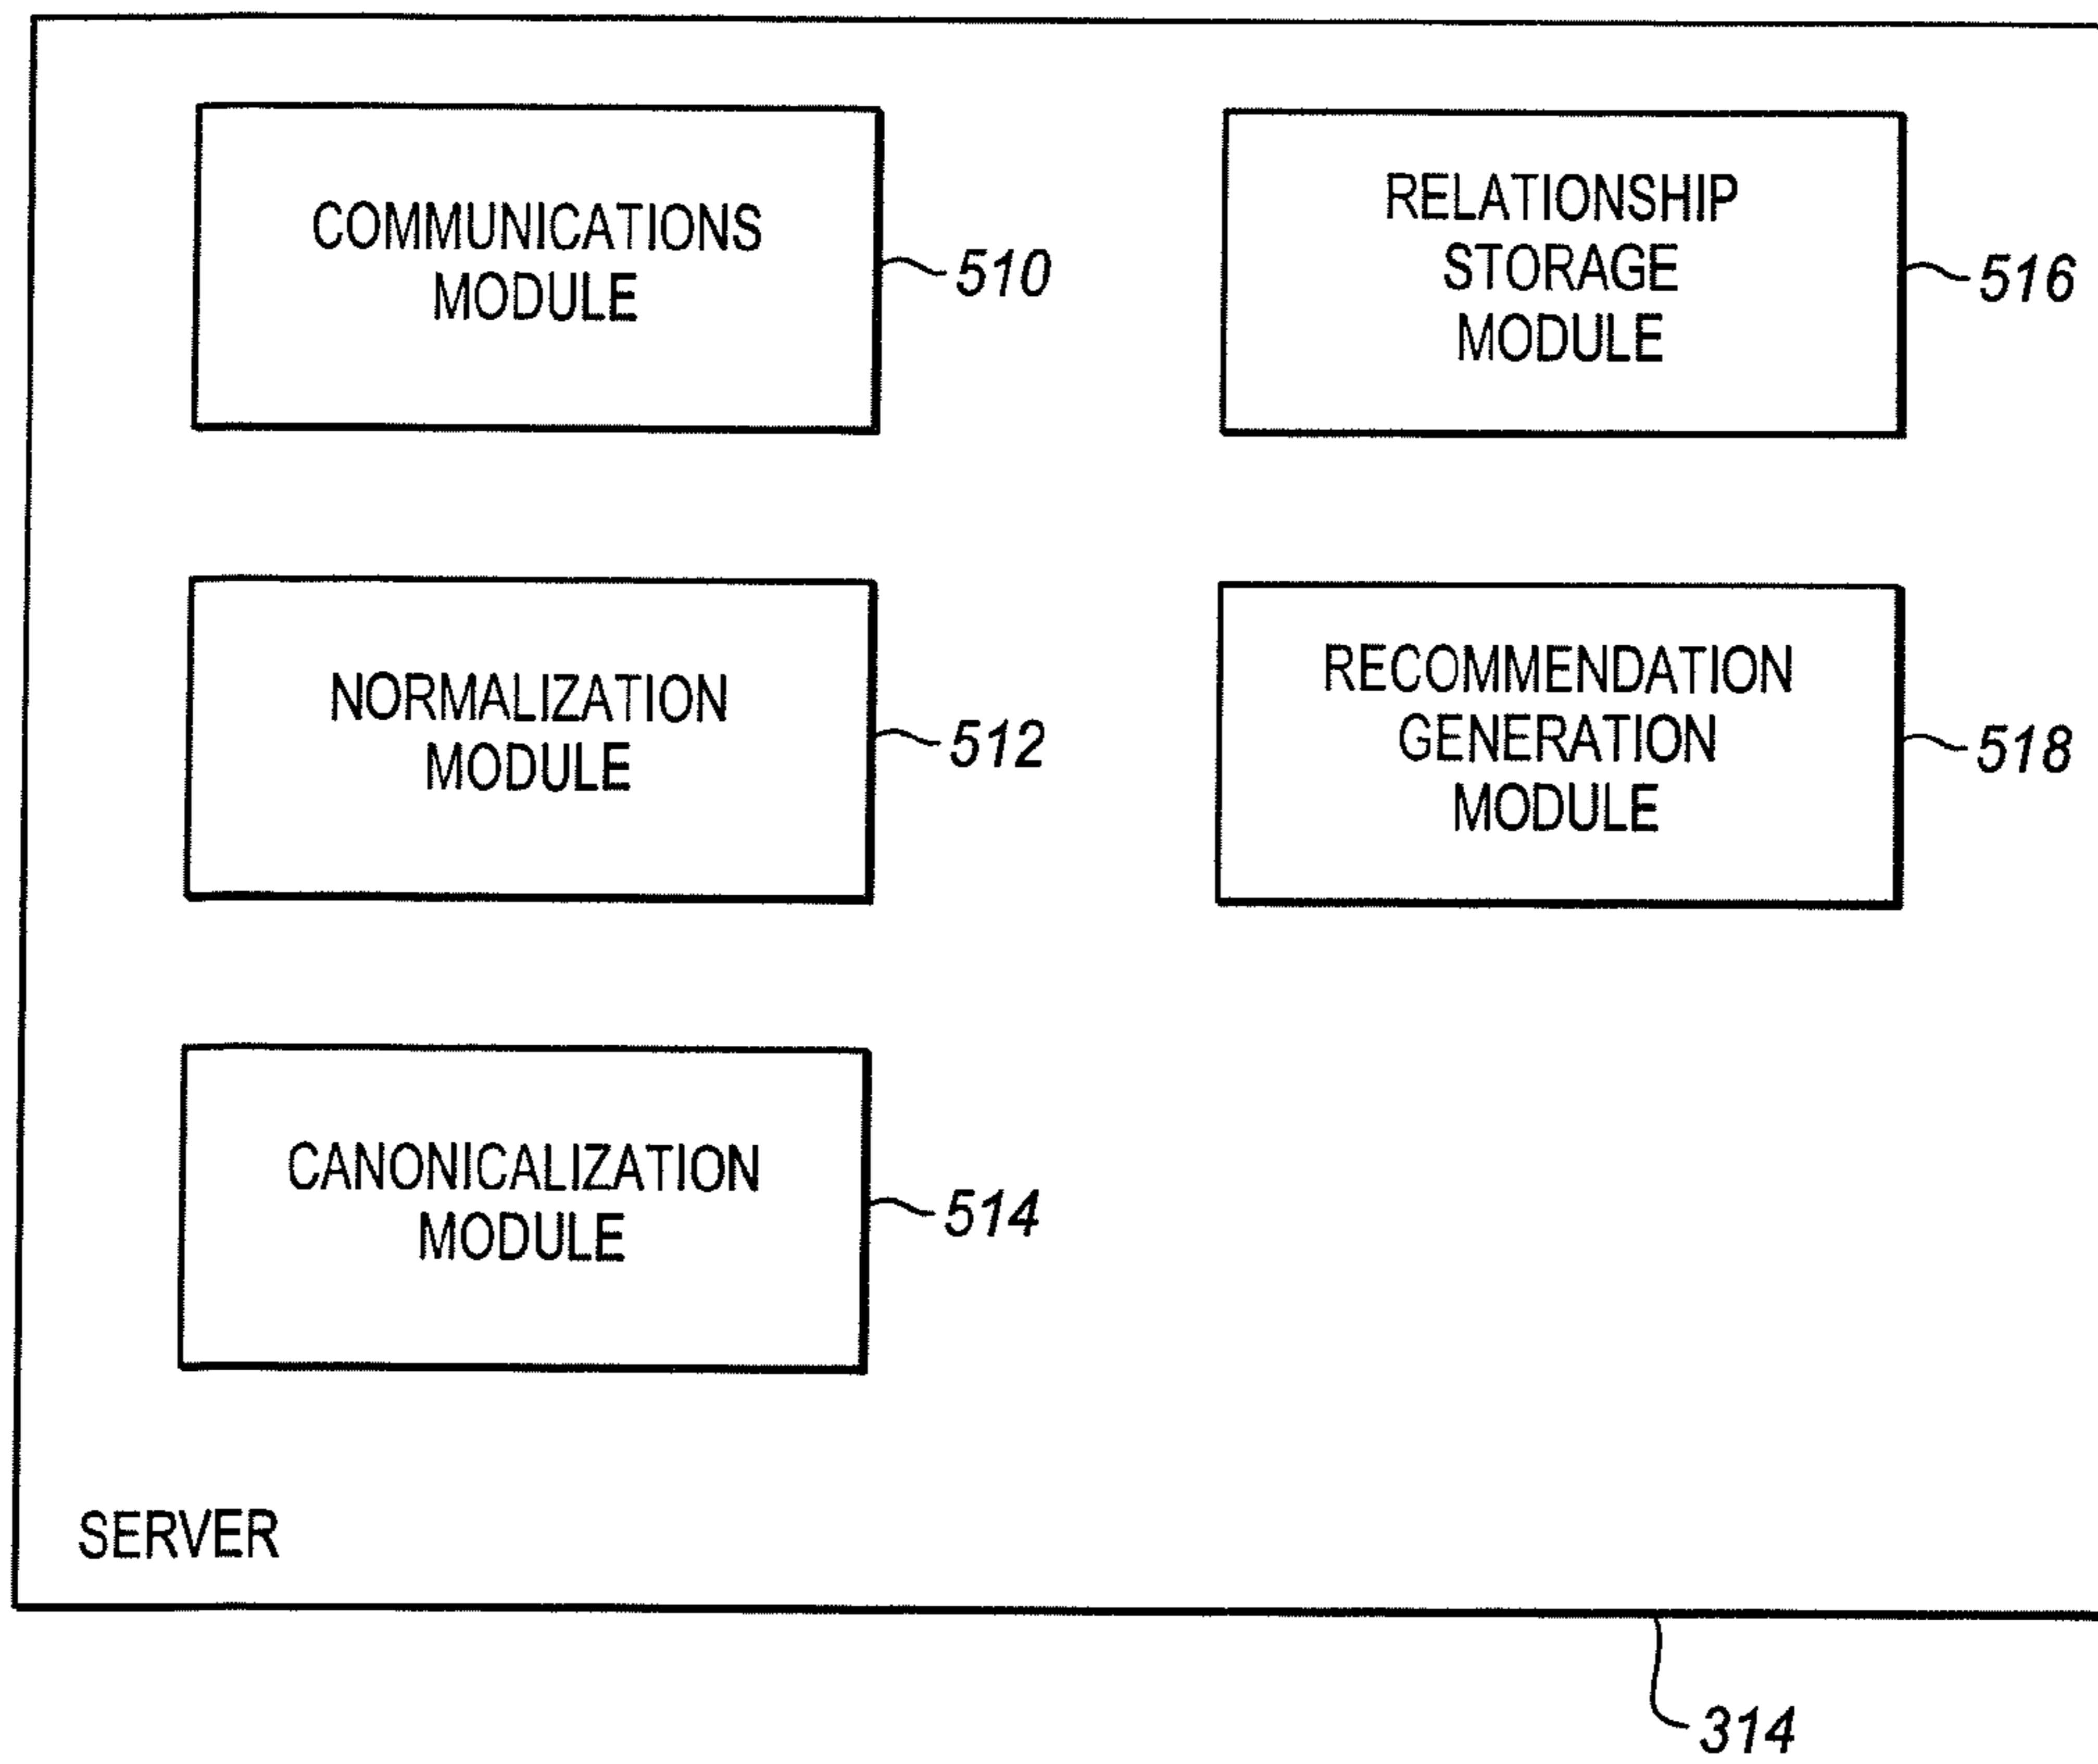 COMMUNICATIONS
MODULE
510
RELATIONSHIP
STORAGE
MODULE
516
NORMALIZATION
MODULE
512
RECOMMENDATION
GENERATION
MODULE
518
CANONICALIZATION
MODULE
514
SERVER
314